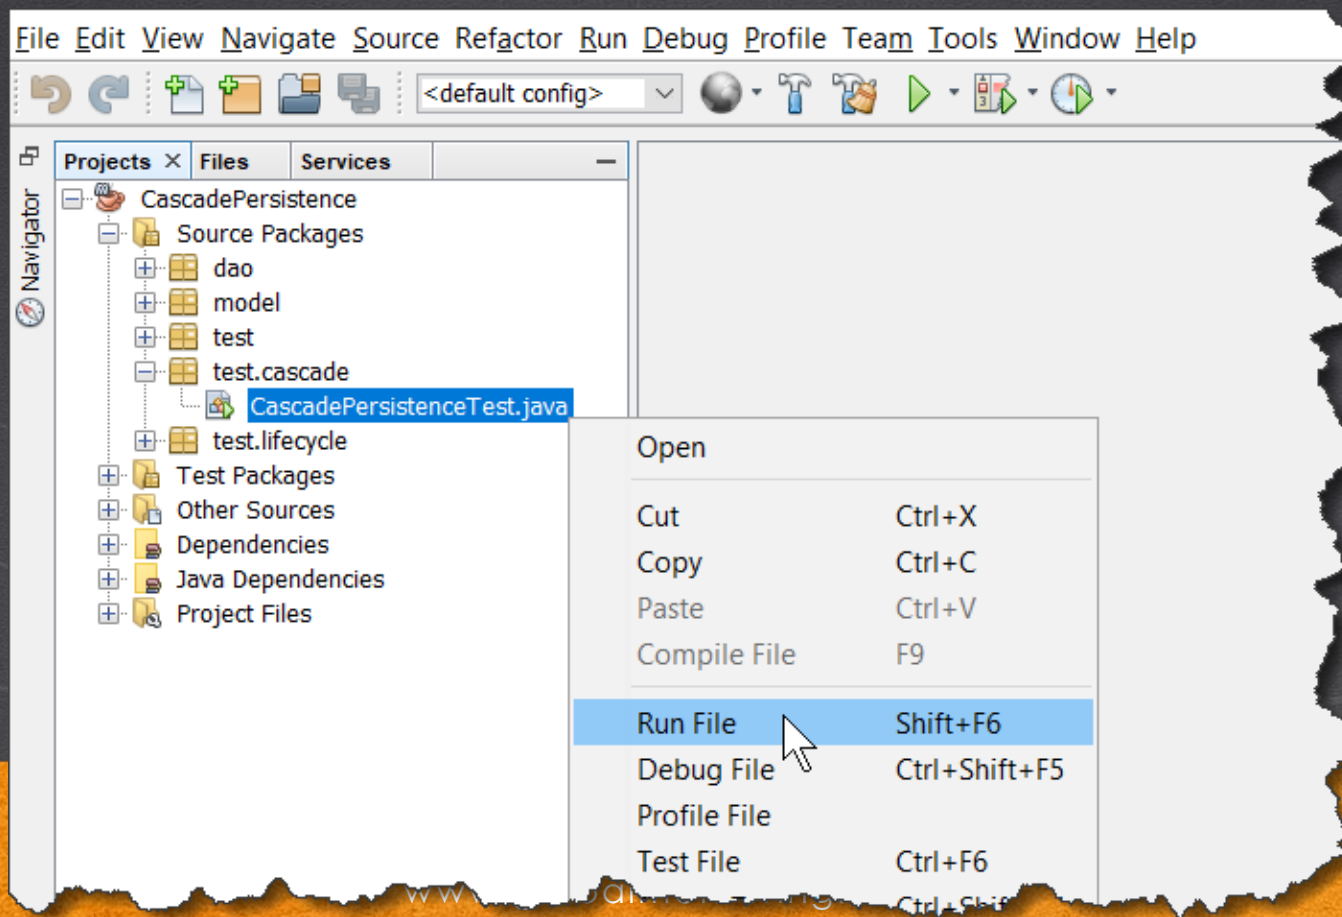 File Edit View Navigate Source Refactor Run Debug Profile Team Tools Window Help
<default config>
Projects Files Services
Navigator
CascadePersistence
Source Packages
dao
model
test
test.cascade
CascadePersistenceTest.java
test.lifecycle
Test Packages
Other Sources
Dependencies
Java Dependencies
Project Files
Open
Cut Ctrl+X
Copy Ctrl+C
Paste Ctrl+V
Compile File F9
Run File Shift+F6
Debug File Ctrl+Shift+F5
Profile File
Test File Ctrl+F6